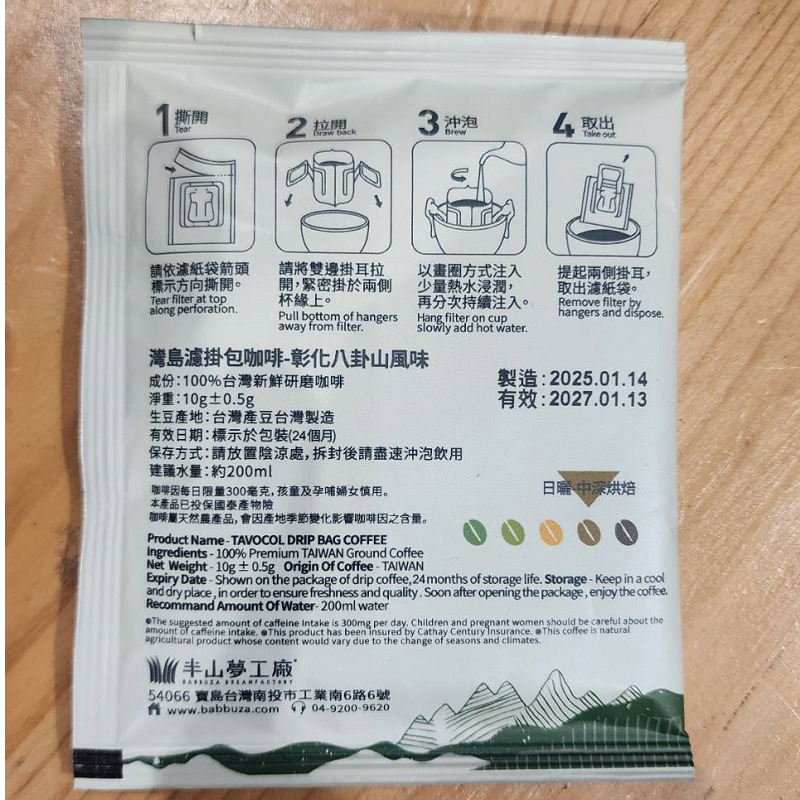 1 撕開
Tear
2 拉開
Draw back
3 沖泡
Brew
4 取出
Take out
請依濾紙袋箭頭
標示方向撕開。
Tear filter at top
along perforation.
請將雙邊掛耳拉
開,緊密掛於兩側
杯緣上。
Pull bottom of hangers
away from filter.
以畫圈方式注入
少量熱水浸潤,
再分次持續注入。
Hang filter on cup
slowly add hot water.
提起兩側掛耳,
取出濾紙袋。
Remove filter by
hangers and dispose.
灣島濾掛包咖啡-彰化八卦山風味
成份:100%台灣新鮮研磨咖啡
淨重:10g±0.5g
生豆產地:台灣產豆台灣製造
有效日期:標示於包裝(24個月)
保存方式:請放置陰涼處,拆封後請盡速沖泡飲用
建議水量:約200ml
製造:2025.01.14
有效:2027.01.13
咖啡因每日限量300毫克,孩童及孕哺婦女慎用。
本產品已投保國泰產物險
咖啡屬天然農產品,會因產地季節變化影響咖啡因之含量。
日曬-中深烘焙
Product Name - TAVOCOL DRIP BAG COFFEE
Ingredients - 100% Premium TAIWAN Ground Coffee
Net Weight - 10g ± 0.5g Origin Of Coffee - TAIWAN
Expiry Date - Shown on the package of drip coffee, 24 months of storage life. Storage - Keep in a cool
and dry place , in order to ensure freshness and quality . Soon after opening the package , enjoy the coffee.
Recommand Amount Of Water - 200ml water
●The suggested amount of caffeine intake is 300mg per day. Children and pregnant women should be careful about the
amount of caffeine intake. ●This product has been insured by Cathay Century Insurance. ●This coffee is natural
agricultural product whose content would vary due to the change of seasons and climates.
半山夢工廠
BABBUZA DREAMFACTORY
54066 寶島台灣南投市工業南6路6號
www.babbuza.com 04-9200-9620